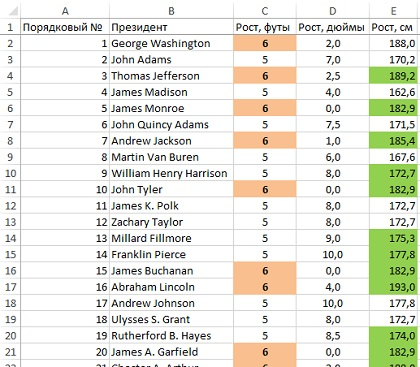 A B C D E
1 Порядковый № Президент Рост, футы Рост, дюймы Рост, см
2 1 George Washington 6 2,0 188,0
3 2 John Adams 5 7,0 170,2
4 3 Thomas Jefferson 6 2,5 189,2
5 4 James Madison 5 4,0 162,6
6 5 James Monroe 6 0,0 182,9
7 6 John Quincy Adams 5 7,5 171,5
8 7 Andrew Jackson 6 1,0 185,4
9 8 Martin Van Buren 5 6,0 167,6
10 9 William Henry Harrison 5 8,0 172,7
11 10 John Tyler 6 0,0 182,9
12 11 James K. Polk 5 8,0 172,7
13 12 Zachary Taylor 5 8,0 172,7
14 13 Millard Fillmore 5 9,0 175,3
15 14 Franklin Pierce 5 10,0 177,8
16 15 James Buchanan 6 0,0 182,9
17 16 Abraham Lincoln 6 4,0 193,0
18 17 Andrew Johnson 5 10,0 177,8
19 18 Ulysses S. Grant 5 8,0 172,7
20 19 Rutherford B. Hayes 5 8,5 174,0
21 20 James A. Garfield 6 0,0 182,9